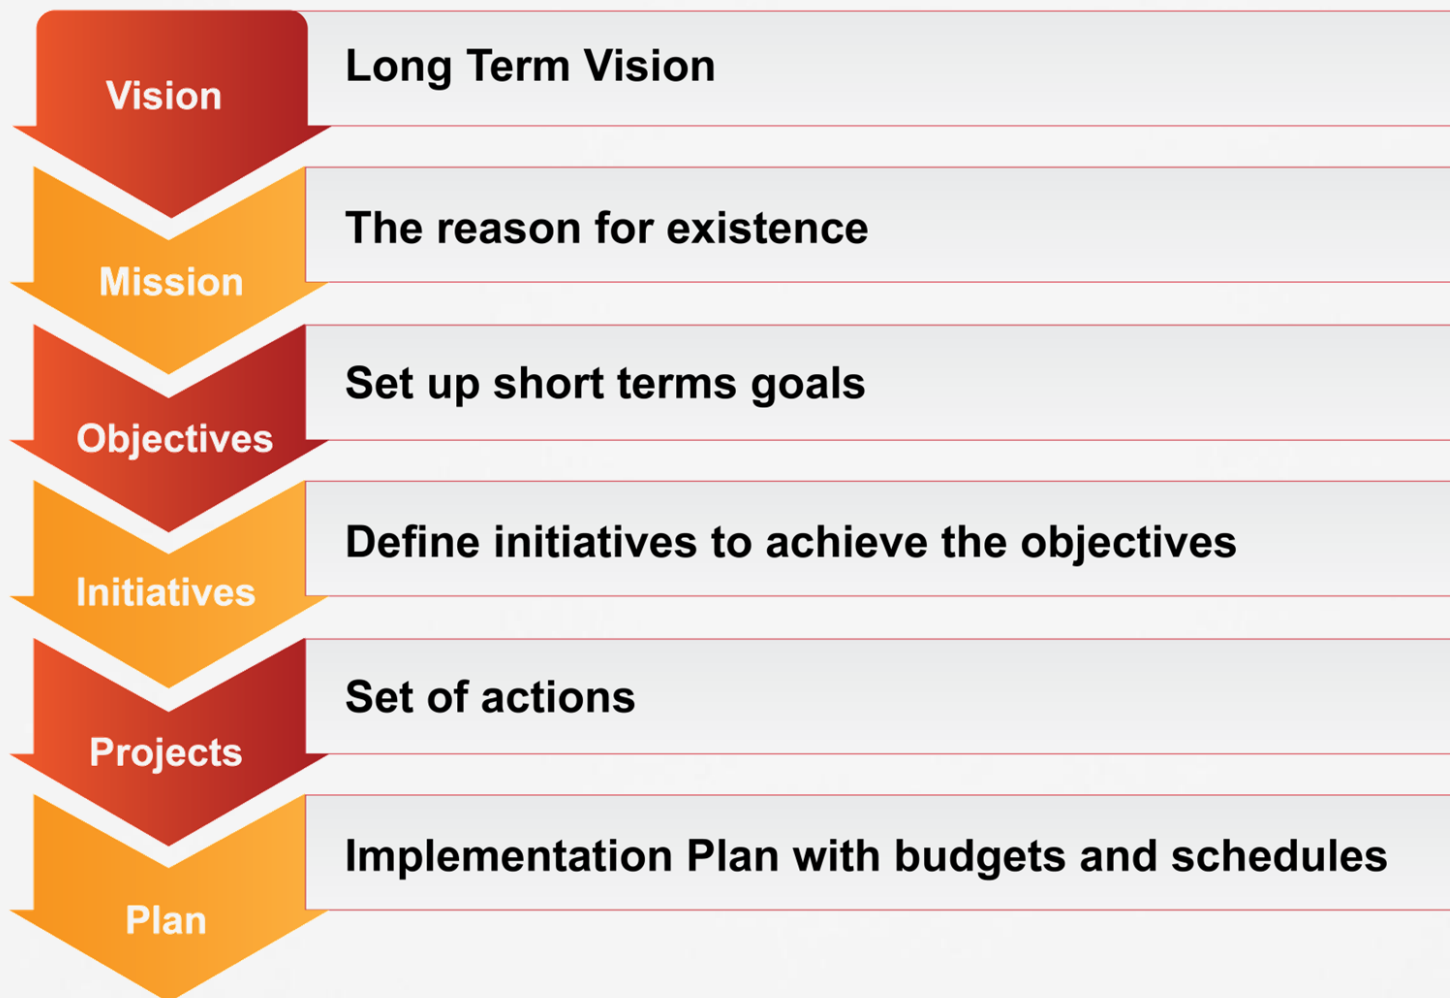 Vision
Long Term Vision
Mission
The reason for existence
Objectives
Set up short terms goals
Initiatives
Define initiatives to achieve the objectives
Projects
Set of actions
Plan
Implementation Plan with budgets and schedules